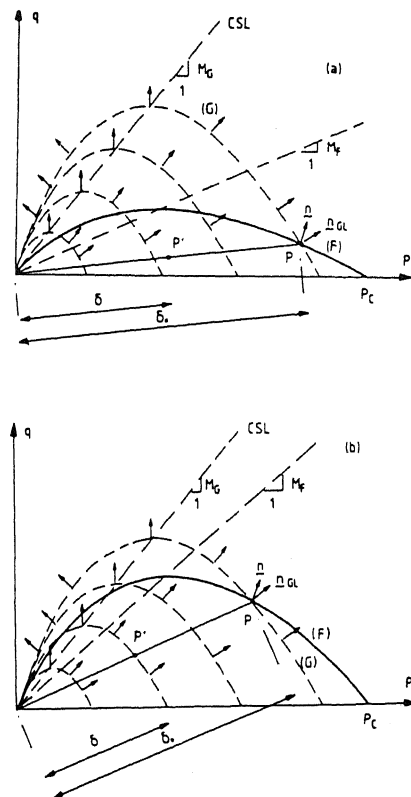 q
CSL
M_G
1
(a)
(G)
M_F
1
n
n_GL
(F)
P'
P
P_C
P
δ
δ₀
q
CSL
(b)
M_G
1
M_F
1
n
n_GL
P'
P
(F)
(G)
P_C
P
δ
δ₀